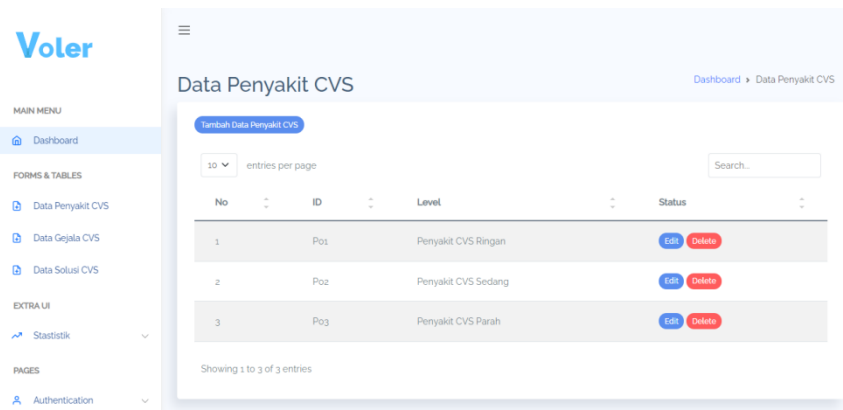 Voler
MAIN MENU
Dashboard
FORMS & TABLES
Data Penyakit CVS
Data Gejala CVS
Data Solusi CVS
EXTRA UI
Stastistik
PAGES
Authentication
Data Penyakit CVS
Dashboard › Data Penyakit CVS
Tambah Data Penyakit CVS
10 entries per page
Search...
No ID Level Status
1 P01 Penyakit CVS Ringan Edit Delete
2 P02 Penyakit CVS Sedang Edit Delete
3 P03 Penyakit CVS Parah Edit Delete
Showing 1 to 3 of 3 entries